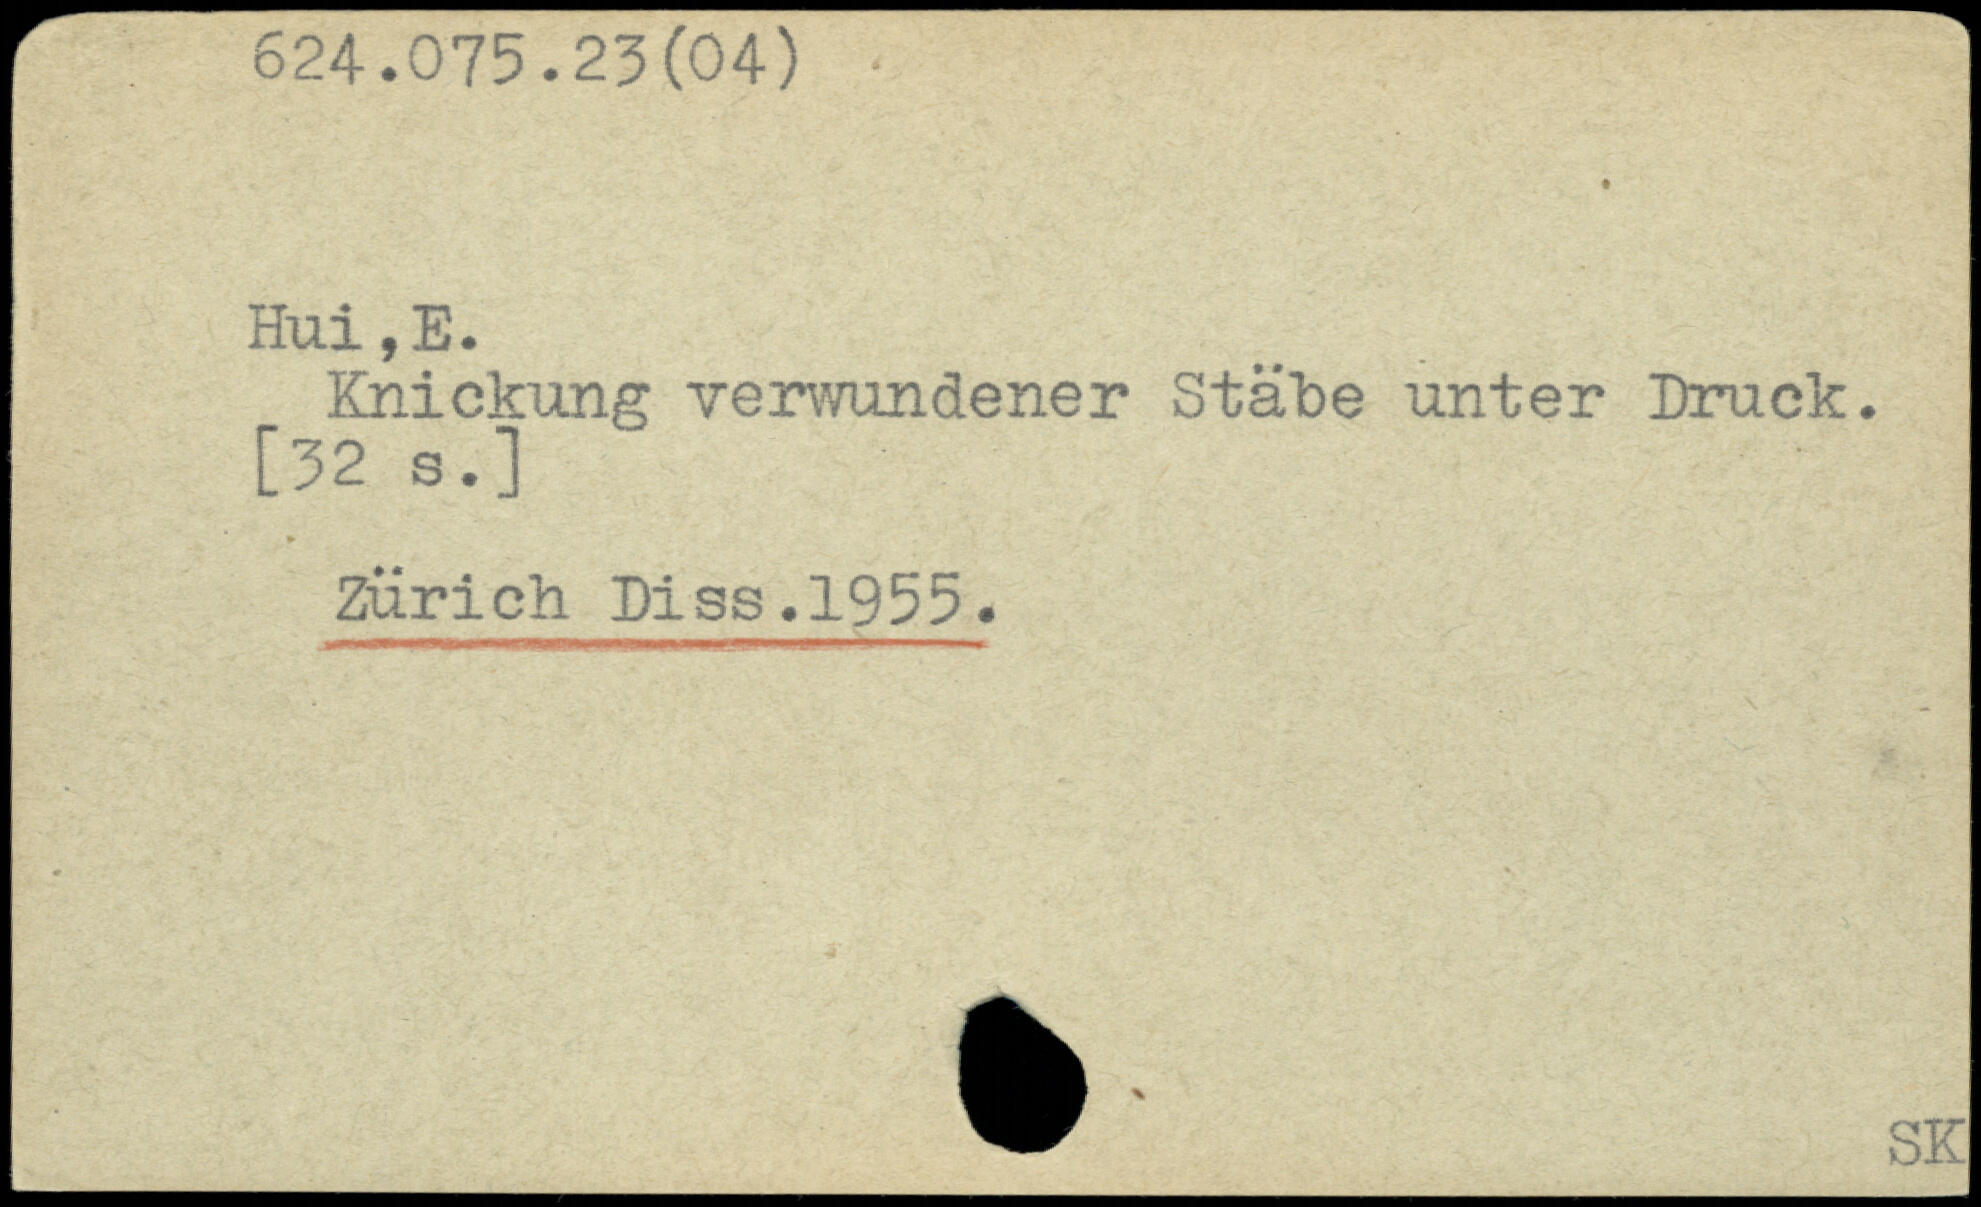 624.075.23(04)
Hui,E.
Knickung verwundener Stäbe unter Druck.
[32 s.]
Zürich Diss.1955.
SK